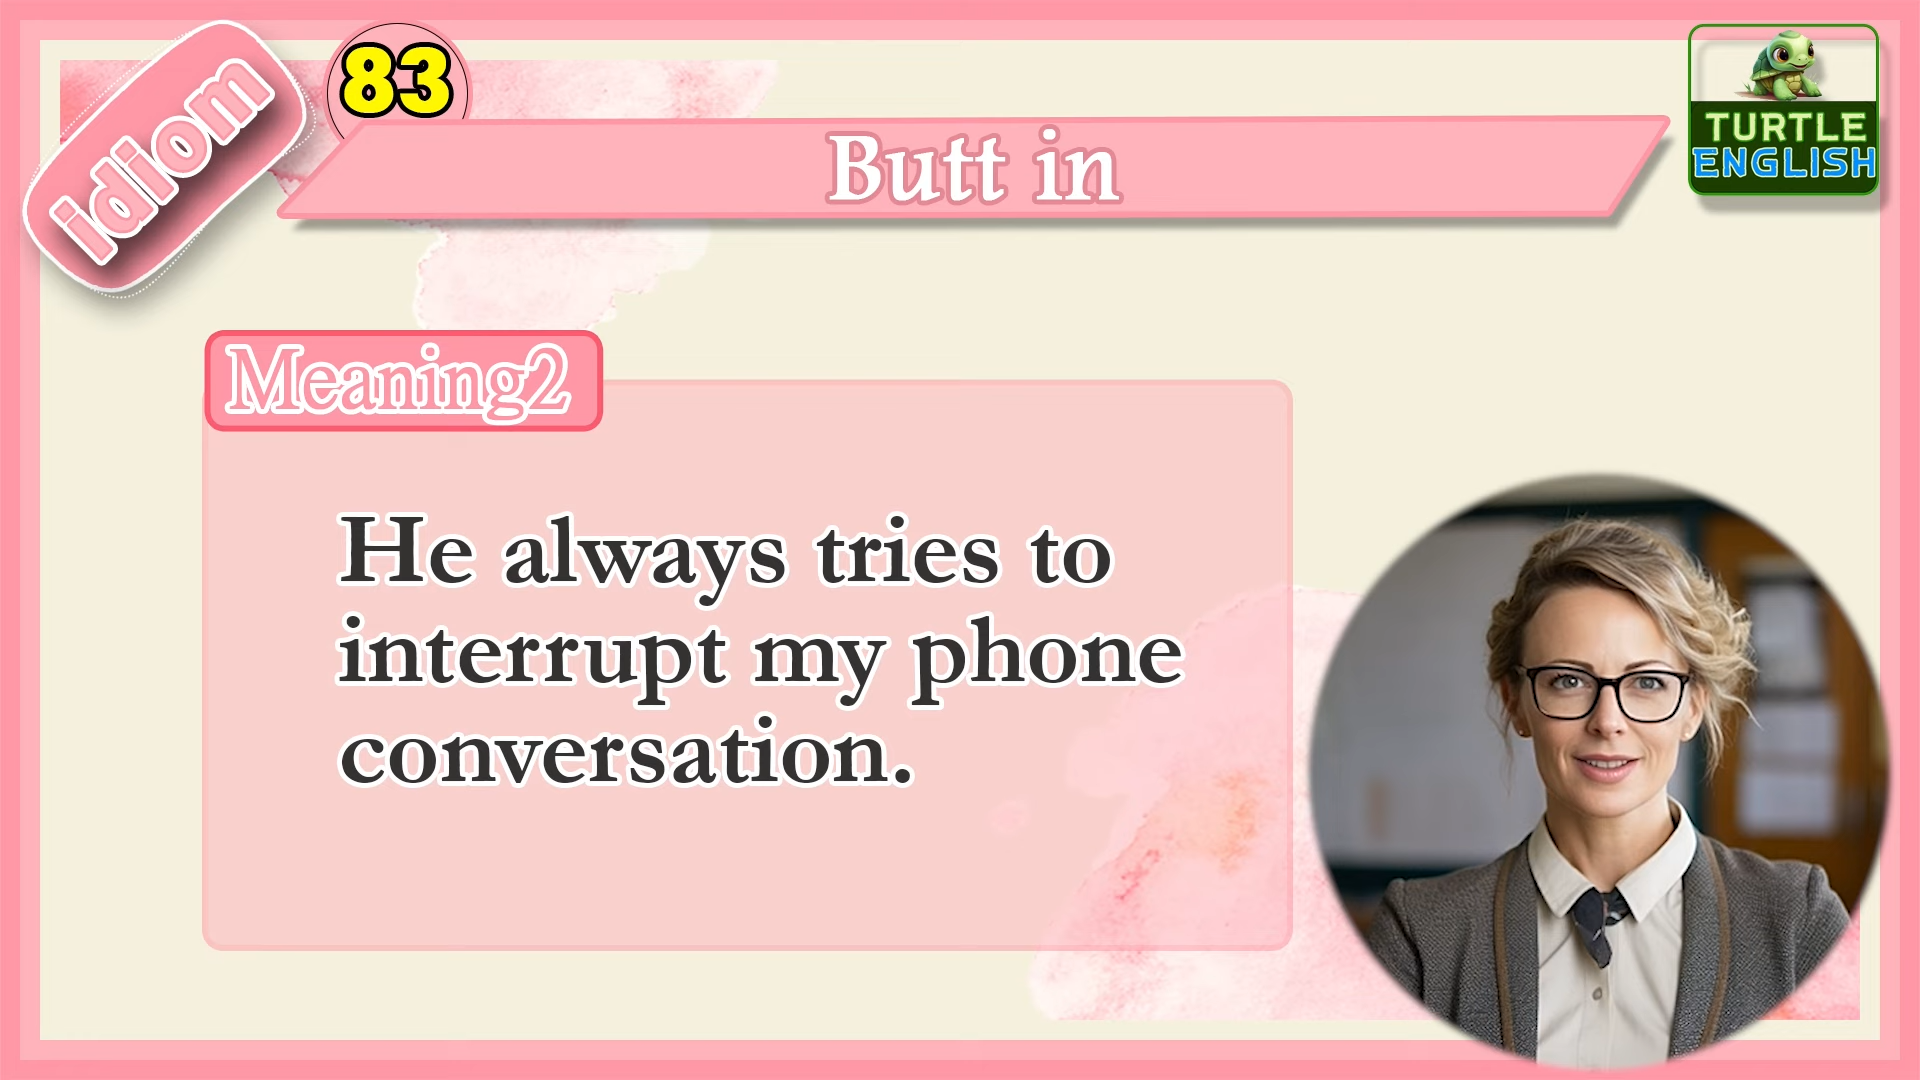 idiom
83
Butt in
TURTLE
ENGLISH
Meaning2
He always tries to
interrupt my phone
conversation.